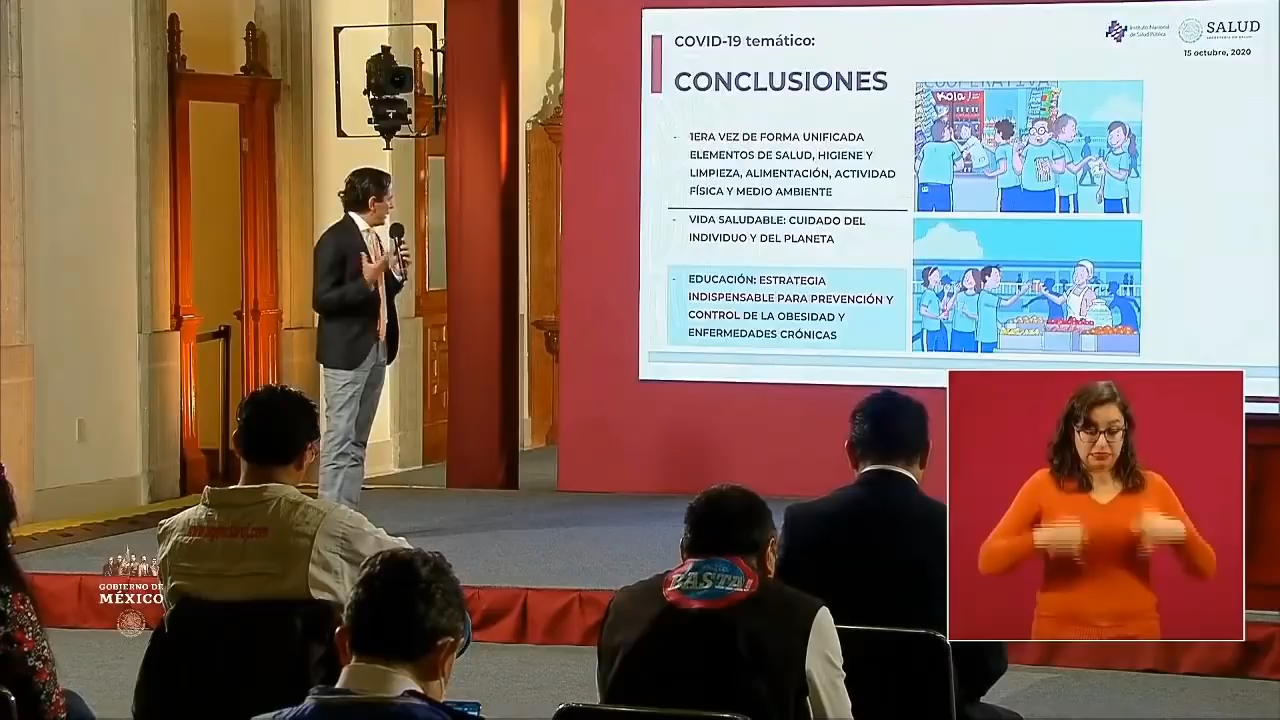 COVID-19 temático:
CONCLUSIONES
Instituto Nacional
de Salud Pública
SALUD
SECRETARÍA DE SALUD
15 octubre, 2020
- 1ERA VEZ DE FORMA UNIFICADA
ELEMENTOS DE SALUD, HIGIENE Y
LIMPIEZA, ALIMENTACIÓN, ACTIVIDAD
FÍSICA Y MEDIO AMBIENTE
- VIDA SALUDABLE: CUIDADO DEL
INDIVIDUO Y DEL PLANETA
- EDUCACIÓN: ESTRATEGIA
INDISPENSABLE PARA PREVENCIÓN Y
CONTROL DE LA OBESIDAD Y
ENFERMEDADES CRÓNICAS
COOPERATIVA
Kola!
BASTA!
GOBIERNO DE
MÉXICO